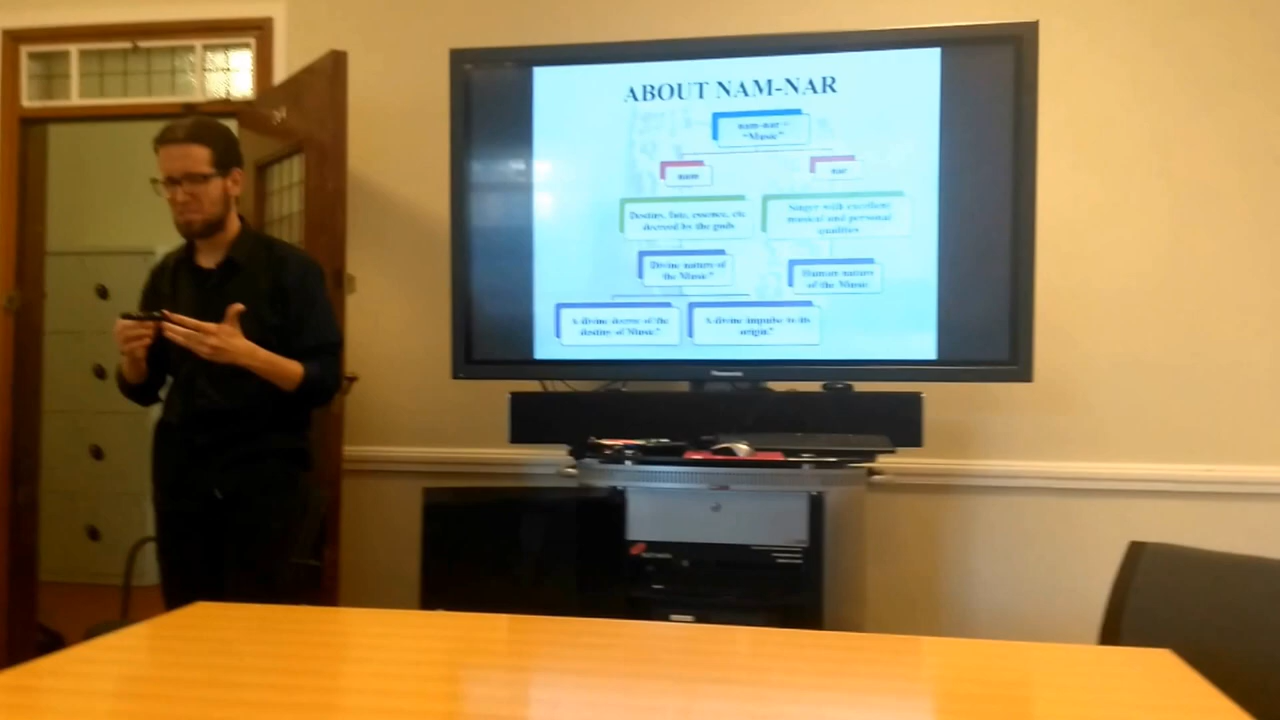 ABOUT NAM-NAR
nam-nar =
"Music"
nam
nar
Destiny, fate, essence, etc.
decreed by the gods
Singer with excellent
musical and personal
qualities
Divine nature of
the Music"
Human nature
of the Music
A divine decree of the
destiny of Music"
A divine impulse to its
origin"
Panasonic